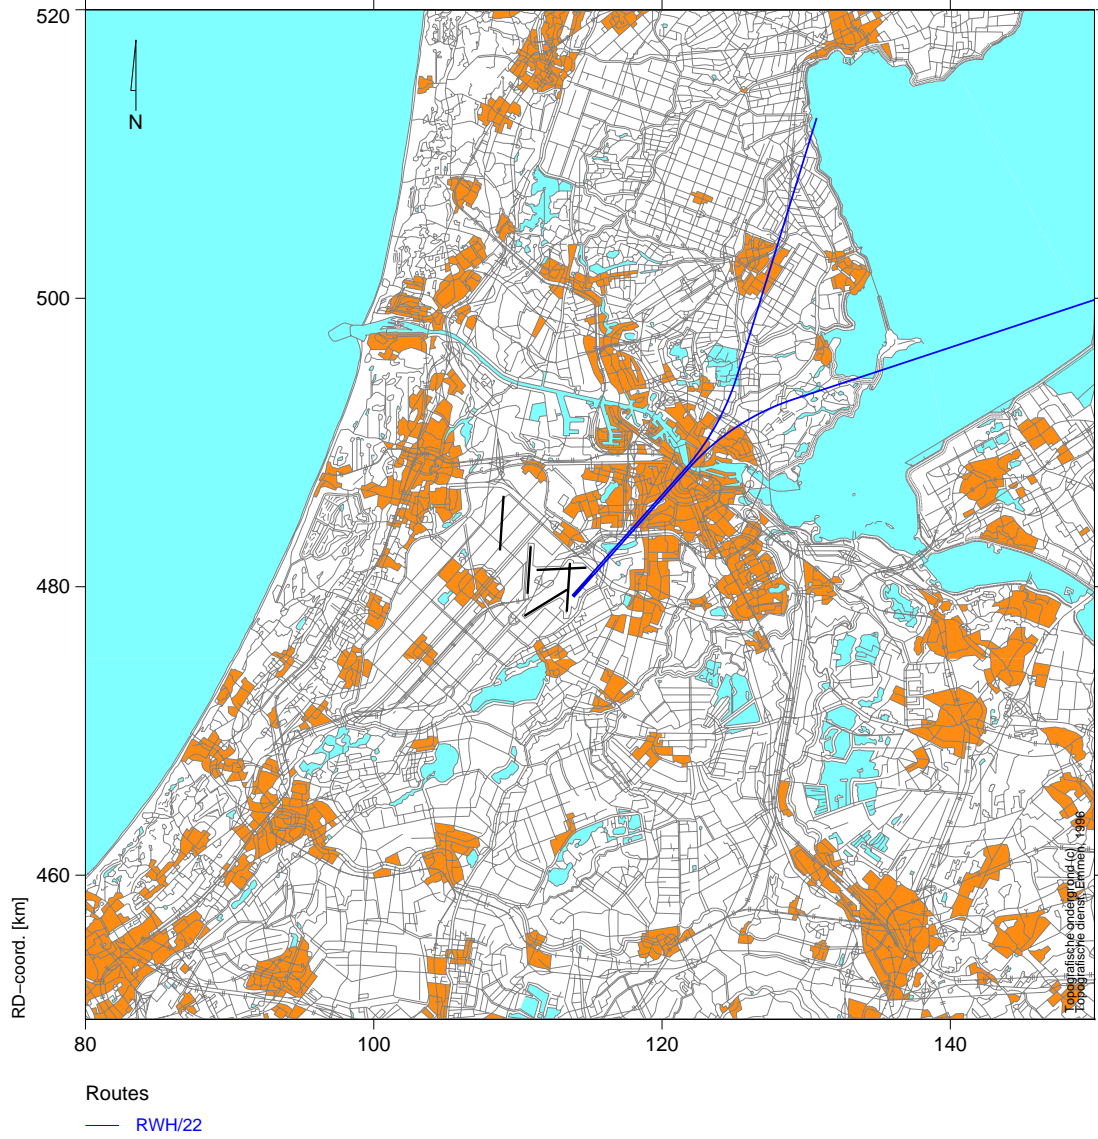 520
N
500
480
460
RD-coord. [km]
Topografische ondergrond (c)
Topografische dienst, Emmen, 1996
80
100
120
140
Routes
RWH/22